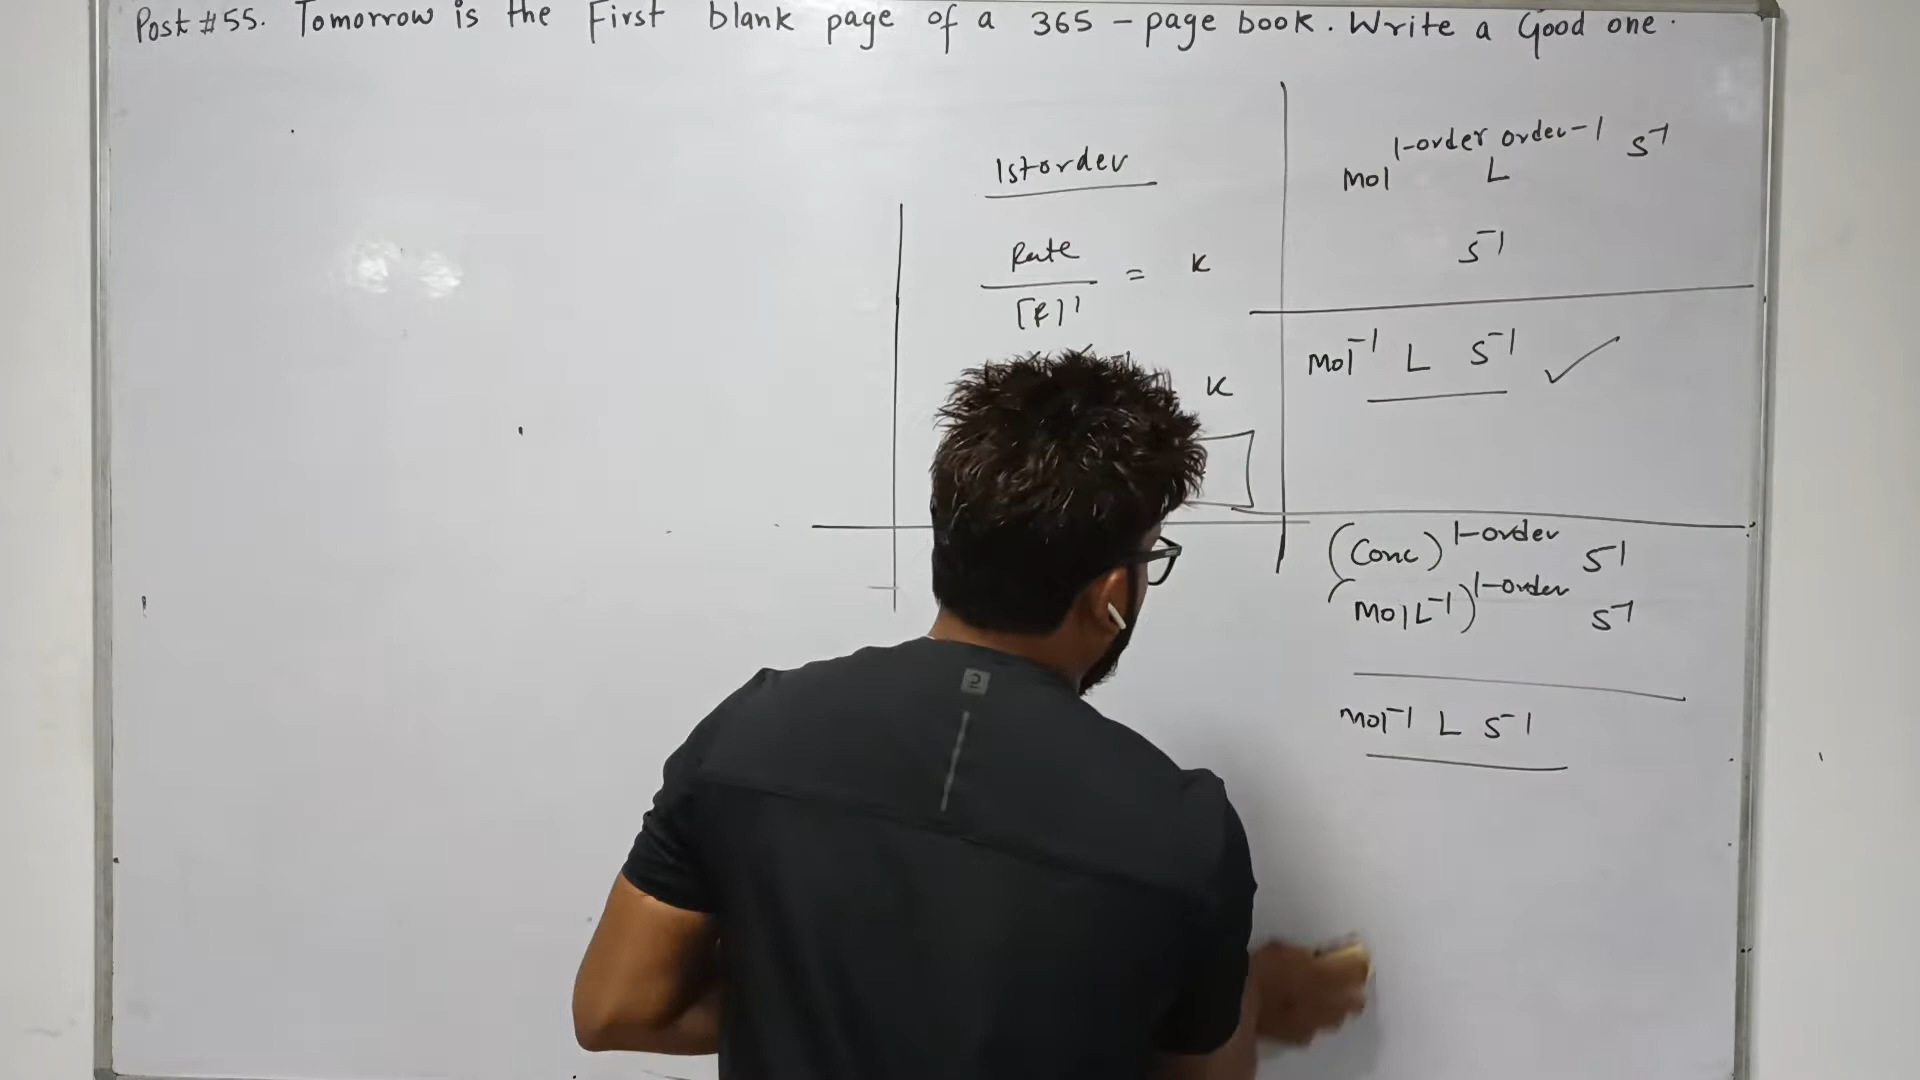 Post #55. Tomorrow is the First blank page of a 365 - page book. Write a Good one.
1st order
Rate
= K
[R]¹
K
Mol^1-order L^order-1 S^-1
S^-1
Mol^-1 L S^-1 ✓
(Conc)^1-order S^-1
(Mol L^-1)^1-order S^-1
Mol^-1 L S^-1